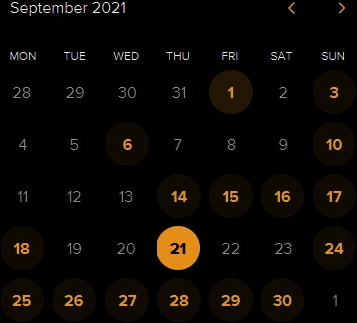 September 2021
MON TUE WED THU FRI SAT SUN
28 29 30 31 1 2 3
4 5 6 7 8 9 10
11 12 13 14 15 16 17
18 19 20 21 22 23 24
25 26 27 28 29 30 1